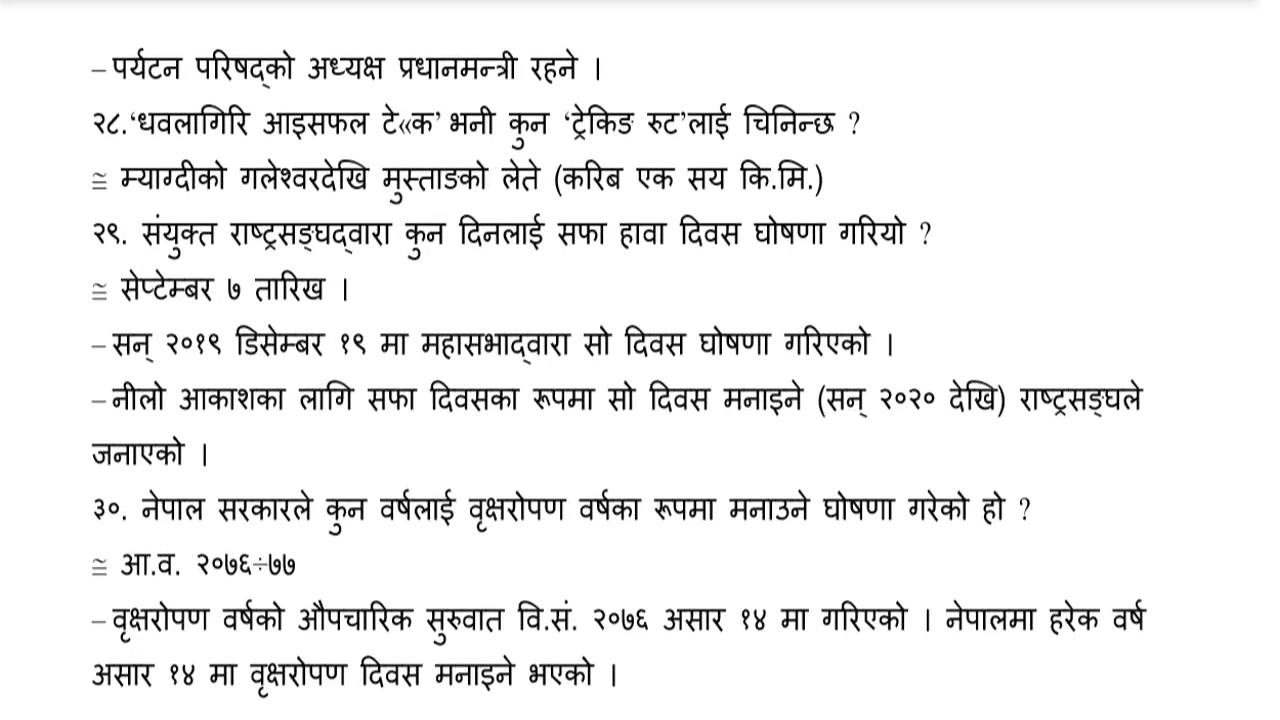 – पर्यटन परिषद्को अध्यक्ष प्रधानमन्त्री रहने ।
२८.‘धवलागिरि आइसफल टे«क’ भनी कुन ‘ट्रेकिङ रुट’लाई चिनिन्छ ?
≅ म्याग्दीको गलेश्वरदेखि मुस्ताङको लेते (करिब एक सय कि.मि.)
२९. संयुक्त राष्ट्रसङ्घद्वारा कुन दिनलाई सफा हावा दिवस घोषणा गरियो ?
≅ सेप्टेम्बर ७ तारिख ।
– सन् २०१९ डिसेम्बर १९ मा महासभाद्वारा सो दिवस घोषणा गरिएको ।
– नीलो आकाशका लागि सफा दिवसका रूपमा सो दिवस मनाइने (सन् २०२० देखि) राष्ट्रसङ्घले
जनाएको ।
३०. नेपाल सरकारले कुन वर्षलाई वृक्षरोपण वर्षका रूपमा मनाउने घोषणा गरेको हो ?
≅ आ.व. २०७६÷७७
– वृक्षरोपण वर्षको औपचारिक सुरुवात वि.सं. २०७६ असार १४ मा गरिएको । नेपालमा हरेक वर्ष
असार १४ मा वृक्षरोपण दिवस मनाइने भएको ।